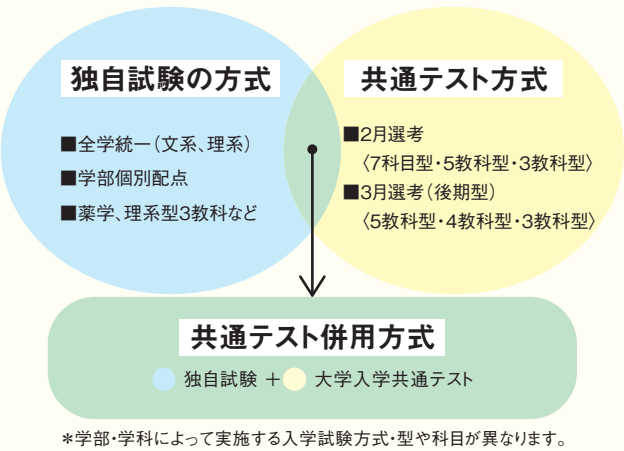 独自試験の方式
■全学統一（文系、理系）
■学部個別配点
■薬学、理系型3教科など
共通テスト方式
■2月選考
〈7科目型・5教科型・3教科型〉
■3月選考（後期型）
〈5教科型・4教科型・3教科型〉
共通テスト併用方式
独自試験 ＋ 大学入学共通テスト
＊学部・学科によって実施する入学試験方式・型や科目が異なります。